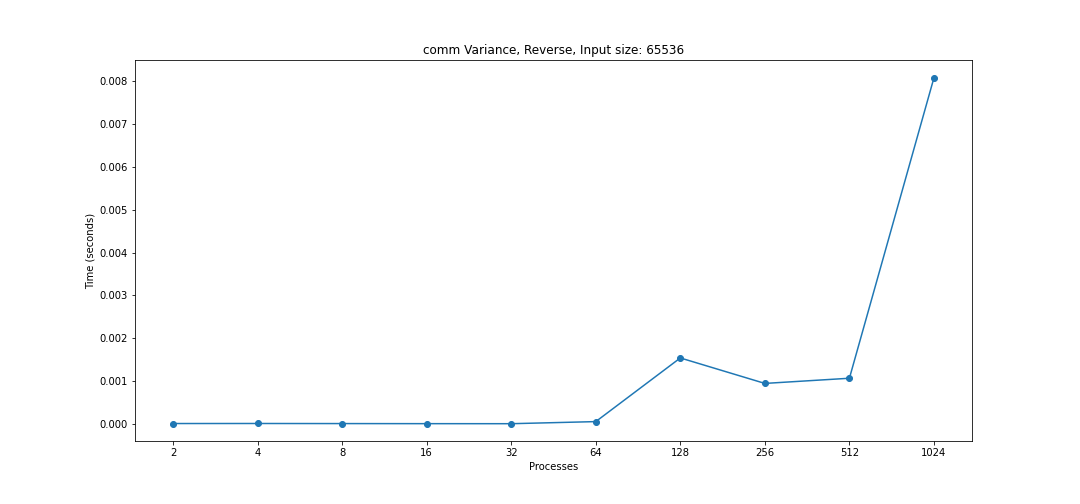 comm Variance, Reverse, Input size: 65536
0.008
0.007
0.006
0.005
0.004
0.003
0.002
0.001
0.000
Time (seconds)
2 4 8 16 32 64 128 256 512 1024
Processes